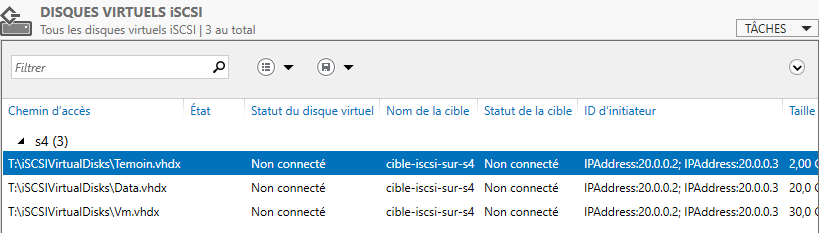 DISQUES VIRTUELS iSCSI
Tous les disques virtuels iSCSI | 3 au total
TÂCHES
Filtrer
Chemin d'accès État Statut du disque virtuel Nom de la cible Statut de la cible ID d'initiateur Taille
s4 (3)
T:\iSCSIVirtualDisks\Temoin.vhdx Non connecté cible-iscsi-sur-s4 Non connecté IPAddress:20.0.0.2; IPAddress:20.0.0.3 2,00 G
T:\iSCSIVirtualDisks\Data.vhdx Non connecté cible-iscsi-sur-s4 Non connecté IPAddress:20.0.0.2; IPAddress:20.0.0.3 20,0 G
T:\iSCSIVirtualDisks\Vm.vhdx Non connecté cible-iscsi-sur-s4 Non connecté IPAddress:20.0.0.2; IPAddress:20.0.0.3 30,0 G